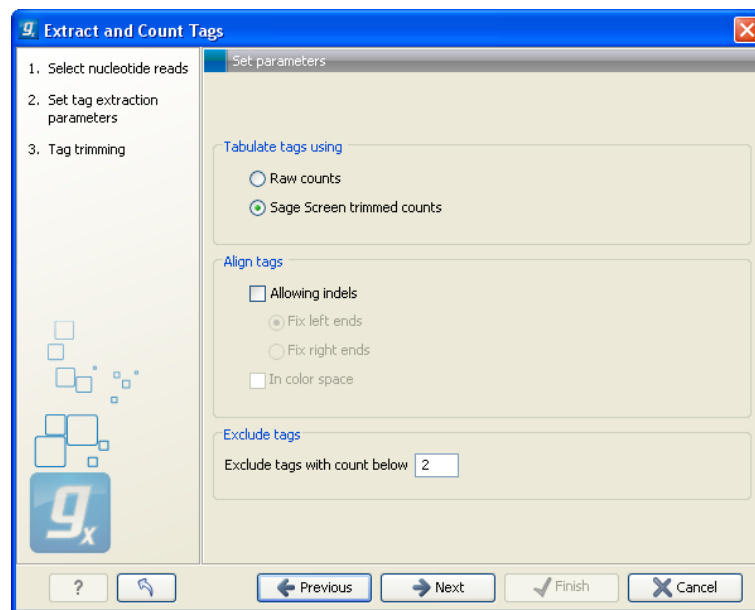 Extract and Count Tags
1. Select nucleotide reads
2. Set tag extraction
parameters
3. Tag trimming
Set parameters
Tabulate tags using
Raw counts
Sage Screen trimmed counts
Align tags
Allowing indels
Fix left ends
Fix right ends
In color space
Exclude tags
Exclude tags with count below 2
gx
? Previous Next Finish Cancel